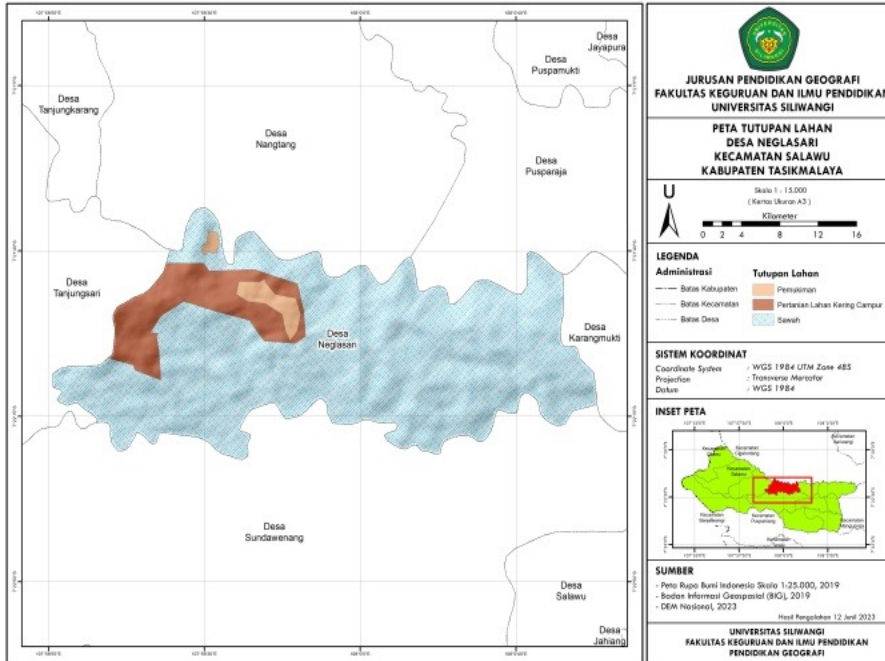 Desa
Tanjungkarang
Desa
Nangtang
Desa
Puspamukti
Desa
Jayapura
Desa
Pusparaja
Desa
Tanjungsari
Desa
Neglasari
Desa
Karangmukti
Desa
Sundawenang
Desa
Salawu
Desa
Jahiang
UNIVERSITAS
SILIWANGI
JURUSAN PENDIDIKAN GEOGRAFI
FAKULTAS KEGURUAN DAN ILMU PENDIDIKAN
UNIVERSITAS SILIWANGI
PETA TUTUPAN LAHAN
DESA NEGLASARI
KECAMATAN SALAWU
KABUPATEN TASIKMALAYA
U
Skala 1 : 15.000
( Kertas Ukuran A3 )
Kilometer
0 2 4 8 12 16
LEGENDA
Administrasi
Batas Kabupaten
Batas Kecamatan
Batas Desa
Tutupan Lahan
Pemukiman
Pertanian Lahan Kering Campur
Sawah
SISTEM KOORDINAT
Coordinate System : WGS 1984 UTM Zone 48S
Projection : Transverse Mercator
Datum : WGS 1984
INSET PETA
Kecamatan
Cigalontang
Kecamatan
Salawu
SUMBER
- Peta Rupa Bumi Indonesia Skala 1:25.000, 2019
- Badan Informasi Geospasial (BIG), 2019
- DEM Nasional, 2023
Hasil Pengolahan 12 Juni 2023
UNIVERSITAS SILIWANGI
FAKULTAS KEGURUAN DAN ILMU PENDIDIKAN
PENDIDIKAN GEOGRAFI